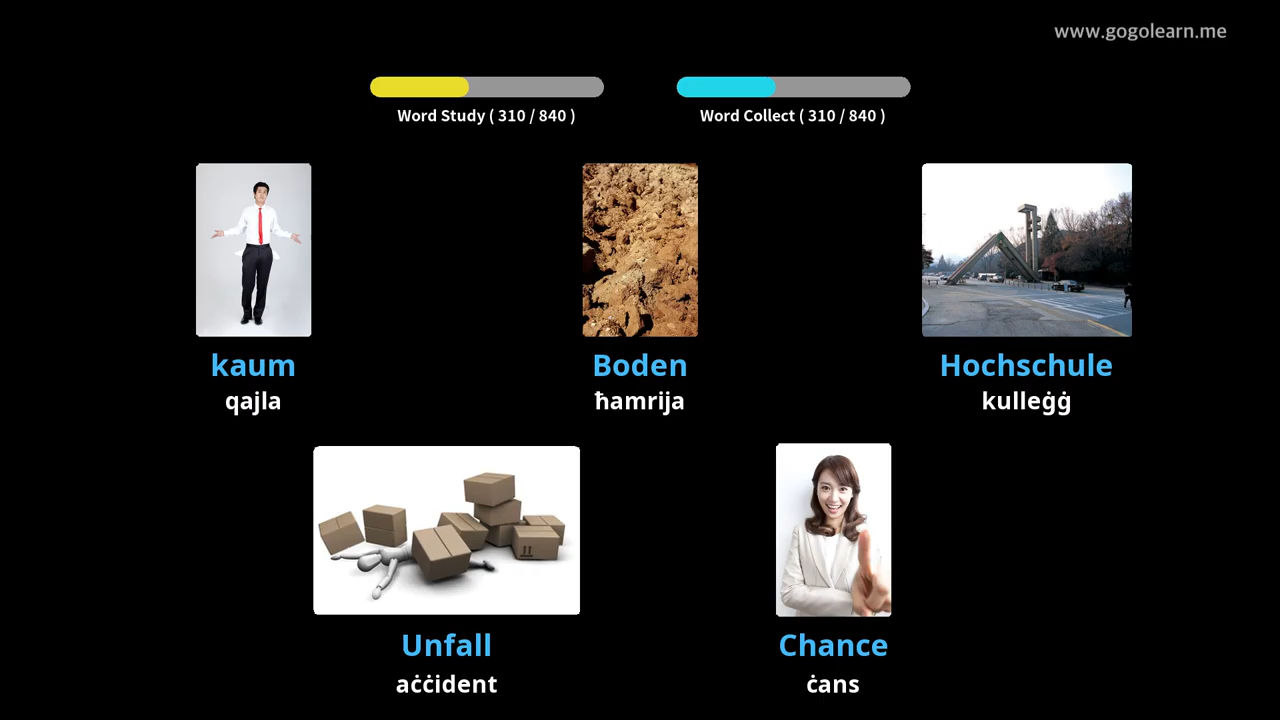 www.gogolearn.me
Word Study ( 310 / 840 )
Word Collect ( 310 / 840 )
kaum
qajla
Boden
ħamrija
Hochschule
kulleġġ
Unfall
aċċident
Chance
ċans